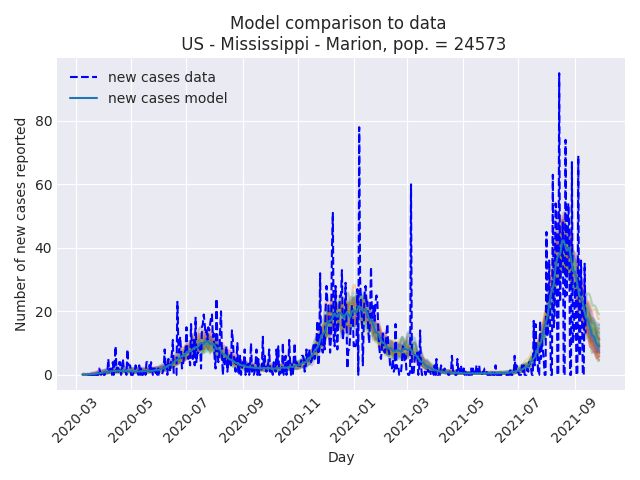 Model comparison to data
US - Mississippi - Marion, pop. = 24573
new cases data
new cases model
Number of new cases reported
80
60
40
20
0
2020-03
2020-05
2020-07
2020-09
2020-11
2021-01
2021-03
2021-05
2021-07
2021-09
Day